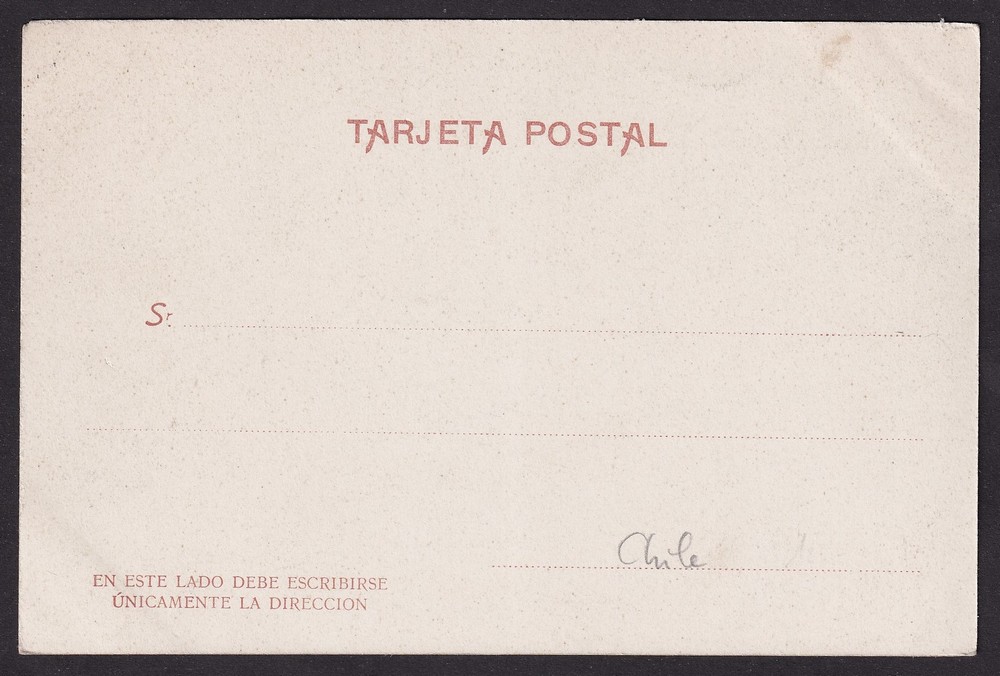 TARJETA POSTAL
Sr.
Chile
EN ESTE LADO DEBE ESCRIBIRSE
ÚNICAMENTE LA DIRECCION